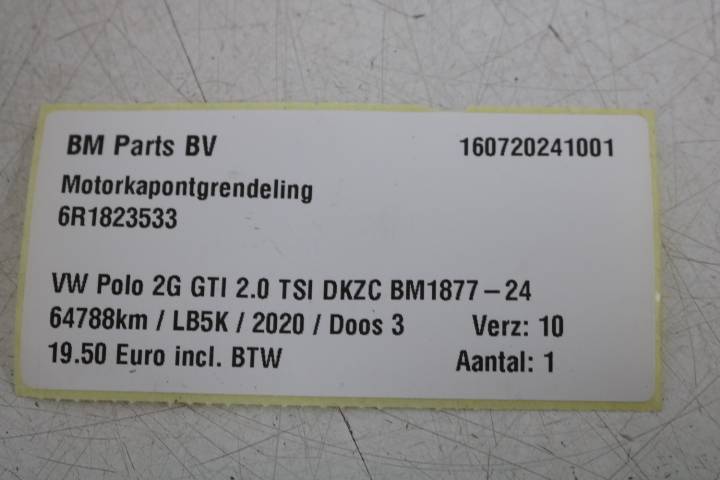 BM Parts BV 160720241001
Motorkapontgrendeling
6R1823533
VW Polo 2G GTI 2.0 TSI DKZC BM1877-24
64788km / LB5K / 2020 / Doos 3 Verz: 10
19.50 Euro incl. BTW Aantal: 1